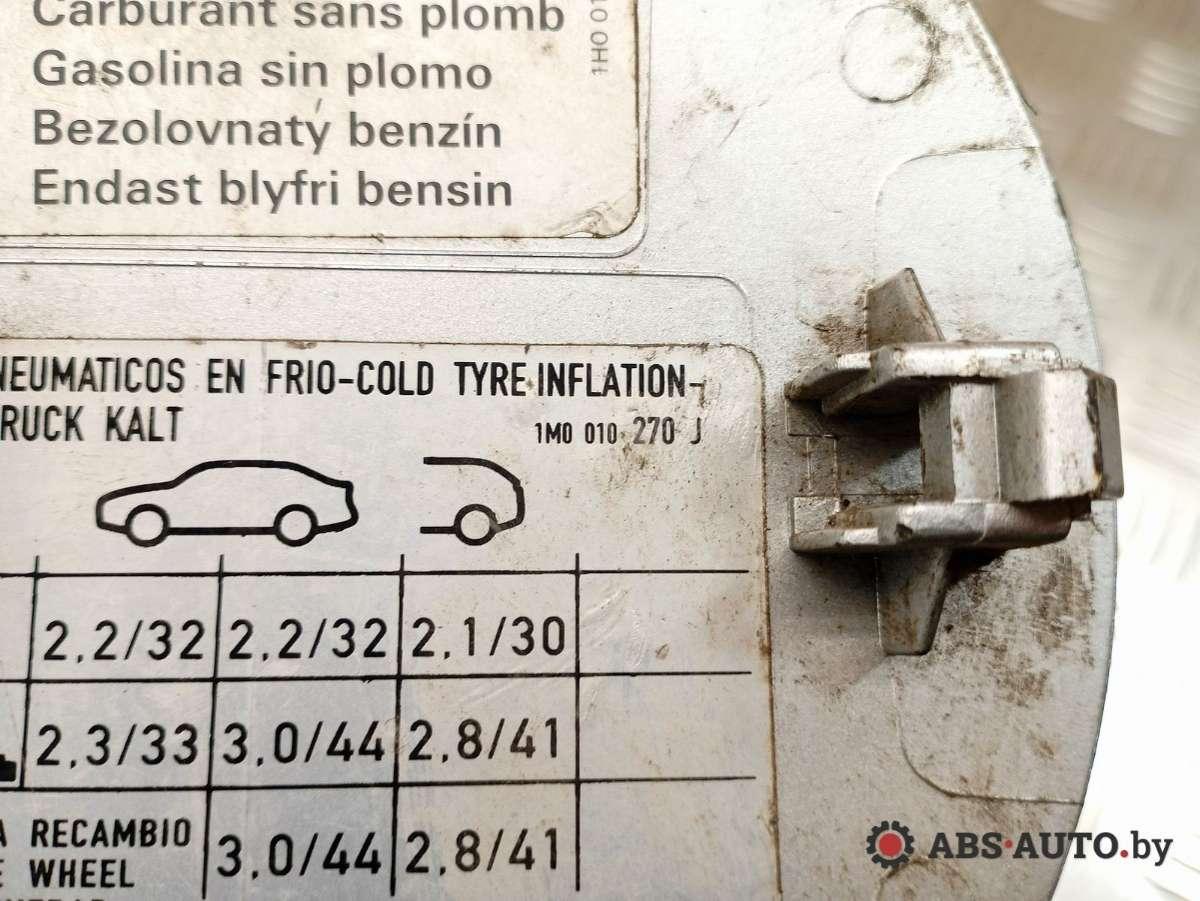 Carburant sans plomb
Gasolina sin plomo
Bezolovnatý benzín
Endast blyfri bensin
1H0 01
NEUMATICOS EN FRIO-COLD TYRE INFLATION-
RUCK KALT
1M0 010 270 J
2,2/32 2,2/32 2,1/30
2,3/33 3,0/44 2,8/41
A RECAMBIO
E WHEEL
3,0/44 2,8/41
ABS-AUTO.by